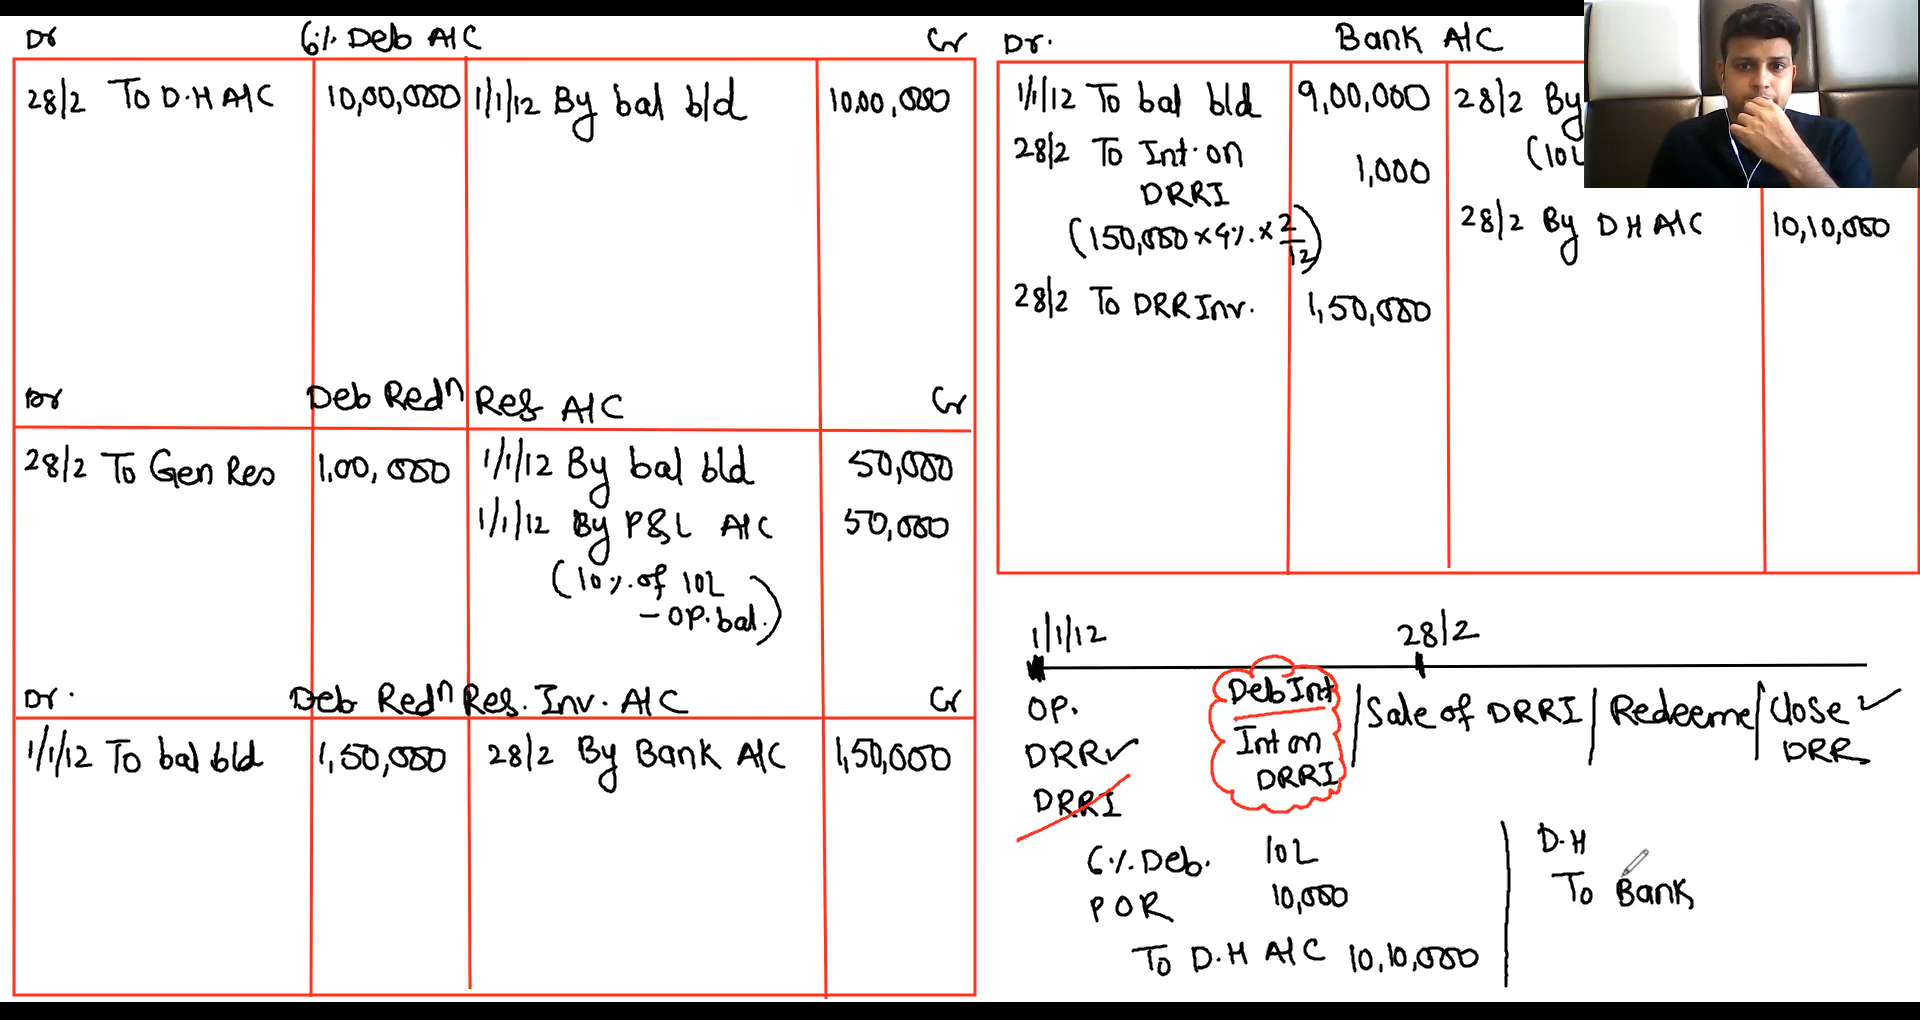 Dr 6% Deb A/C Cr
28/2 To D.H A/C 10,00,000 1/1/12 By bal b/d 10,00,000
Dr Deb Redⁿ Res A/C Cr
28/2 To Gen Res 1,00,000 1/1/12 By bal b/d 50,000
1/1/12 By P&L A/C 50,000
(10% of 10L
- OP. bal.)
Dr. Deb Redⁿ Res. Inv. A/C Cr
1/1/12 To bal b/d 1,50,000 28/2 By Bank A/C 1,50,000
Dr. Bank A/C
1/1/12 To bal b/d 9,00,000 28/2 By
28/2 To Int. on 1,000 (10L
DRRI
(150,000 x 4% x 2/12) 28/2 By DH A/C 10,10,000
28/2 To DRR Inv. 1,50,000
1/1/12 28/2
OP. Deb Int Sale of DRRI Redeeme Close ✓
DRR ✓ Int on DRR
DRRI DRRI
6% Deb. 10L
POR 10,000
To D.H A/C 10,10,000
D.H
To Bank